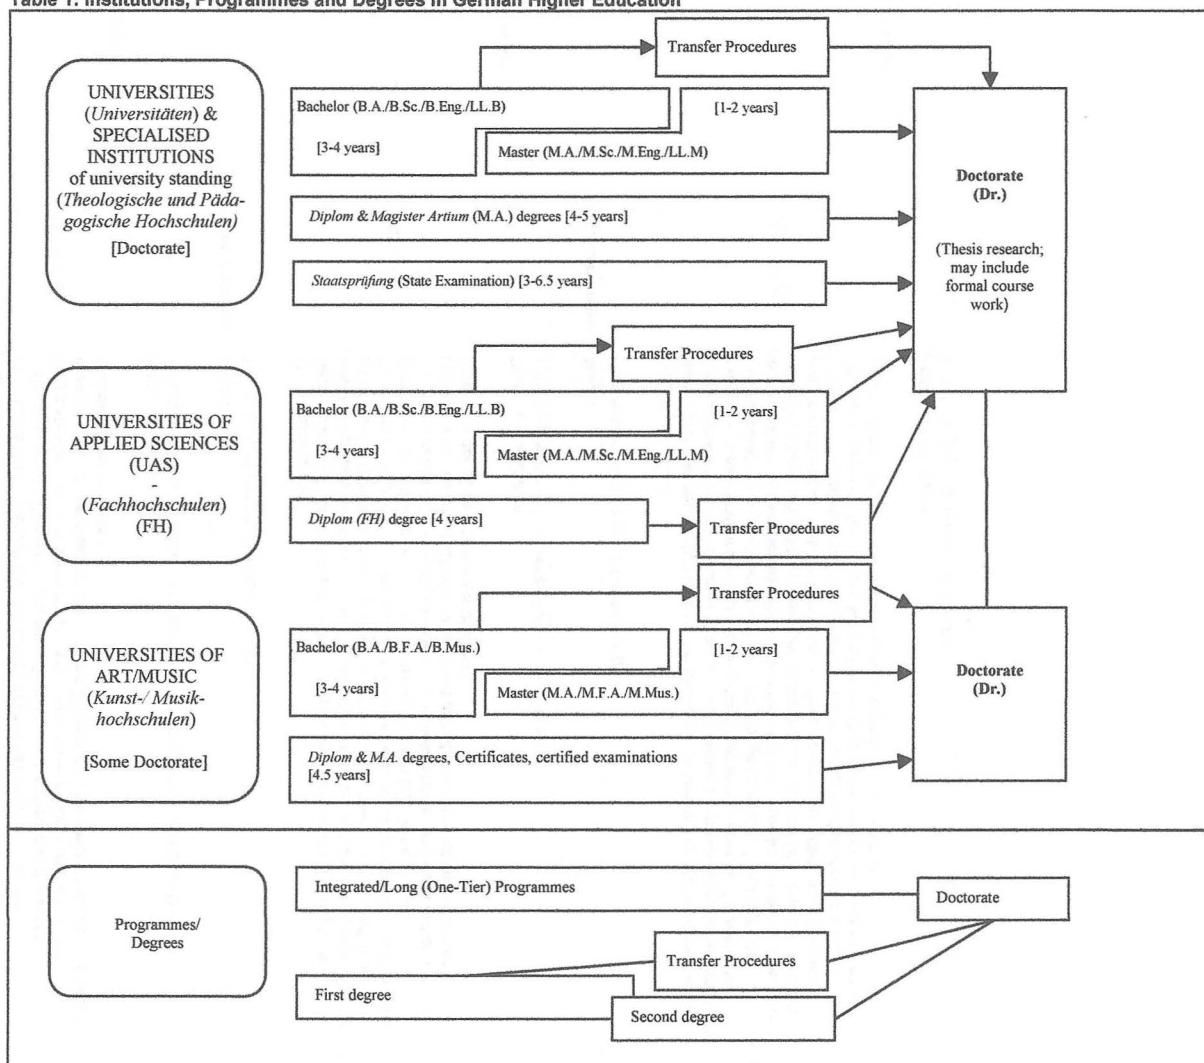 Table 1: Institutions, Programmes and Degrees in German Higher Education
Transfer Procedures
UNIVERSITIES
(Universitäten) &
SPECIALISED
INSTITUTIONS
of university standing
(Theologische und Päda-
gogische Hochschulen)
[Doctorate]
Bachelor (B.A./B.Sc./B.Eng./LL.B)
[1-2 years]
[3-4 years]
Master (M.A./M.Sc./M.Eng./LL.M)
Diplom & Magister Artium (M.A.) degrees [4-5 years]
Staatsprüfung (State Examination) [3-6.5 years]
Doctorate
(Dr.)
(Thesis research;
may include
formal course
work)
UNIVERSITIES OF
APPLIED SCIENCES
(UAS)
-
(Fachhochschulen)
(FH)
Transfer Procedures
Bachelor (B.A./B.Sc./B.Eng./LL.B)
[1-2 years]
[3-4 years]
Master (M.A./M.Sc./M.Eng./LL.M)
Diplom (FH) degree [4 years]
Transfer Procedures
UNIVERSITIES OF
ART/MUSIC
(Kunst-/ Musik-
hochschulen)
[Some Doctorate]
Transfer Procedures
Bachelor (B.A./B.F.A./B.Mus.)
[1-2 years]
[3-4 years]
Master (M.A./M.F.A./M.Mus.)
Diplom & M.A. degrees, Certificates, certified examinations
[4.5 years]
Doctorate
(Dr.)
Programmes/
Degrees
Integrated/Long (One-Tier) Programmes
Doctorate
Transfer Procedures
First degree
Second degree